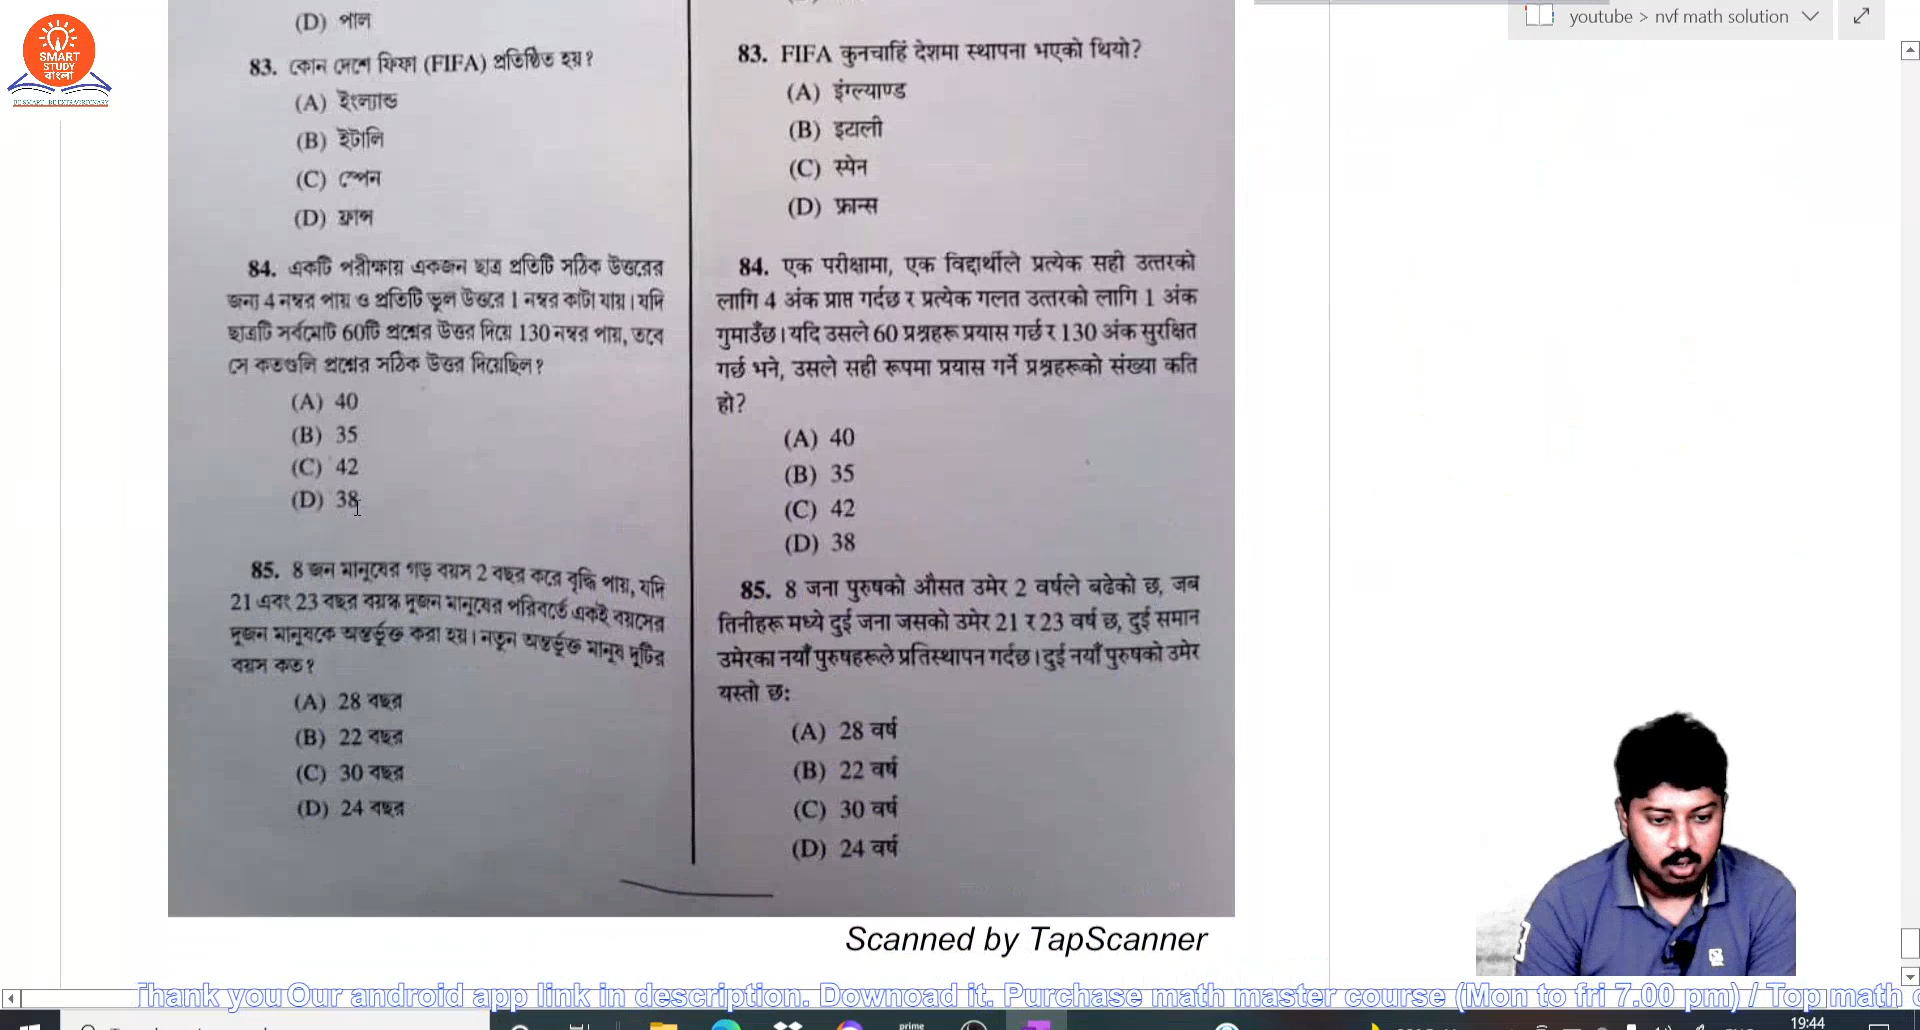 SMART
STUDY
বাংলা
BE SMART BE EXTRAORDINARY
youtube > nvf math solution
(D) পাল
83. কোন দেশে ফিফা (FIFA) প্রতিষ্ঠিত হয়?
(A) ইংল্যান্ড
(B) ইটালি
(C) স্পেন
(D) ফ্রান্স
84. একটি পরীক্ষায় একজন ছাত্র প্রতিটি সঠিক উত্তরের
জন্য 4 নম্বর পায় ও প্রতিটি ভুল উত্তরে 1 নম্বর কাটা যায়। যদি
ছাত্রটি সর্বমোট 60টি প্রশ্নের উত্তর দিয়ে 130 নম্বর পায়, তবে
সে কতগুলি প্রশ্নের সঠিক উত্তর দিয়েছিল?
(A) 40
(B) 35
(C) 42
(D) 38
85. 8 জন মানুষের গড় বয়স 2 বছর করে বৃদ্ধি পায়, যদি
21 এবং 23 বছর বয়স্ক দুজন মানুষের পরিবর্তে একই বয়সের
দুজন মানুষকে অন্তর্ভুক্ত করা হয়। নতুন অন্তর্ভুক্ত মানুষ দুটির
বয়স কত?
(A) 28 বছর
(B) 22 বছর
(C) 30 বছর
(D) 24 বছর
83. FIFA कुनचाहिं देशमा स्थापना भएको थियो?
(A) इंग्ल्याण्ड
(B) इटाली
(C) स्पेन
(D) फ्रान्स
84. एक परीक्षामा, एक विद्यार्थीले प्रत्येक सही उत्तरको
लागि 4 अंक प्राप्त गर्दछ र प्रत्येक गलत उत्तरको लागि 1 अंक
गुमाउँछ। यदि उसले 60 प्रश्नहरू प्रयास गर्छ र 130 अंक सुरक्षित
गर्छ भने, उसले सही रूपमा प्रयास गर्ने प्रश्नहरूको संख्या कति
हो?
(A) 40
(B) 35
(C) 42
(D) 38
85. 8 जना पुरुषको औसत उमेर 2 वर्षले बढेको छ, जब
तिनीहरू मध्ये दुई जना जसको उमेर 21 र 23 वर्ष छ, दुई समान
उमेरका नयाँ पुरुषहरूले प्रतिस्थापन गर्दछ। दुई नयाँ पुरुषको उमेर
यस्तो छ:
(A) 28 वर्ष
(B) 22 वर्ष
(C) 30 वर्ष
(D) 24 वर्ष
Scanned by TapScanner
Thank you Our android app link in description. Downoad it. Purchase math master course (Mon to fri 7.00 pm) / Top math
prime
19:44